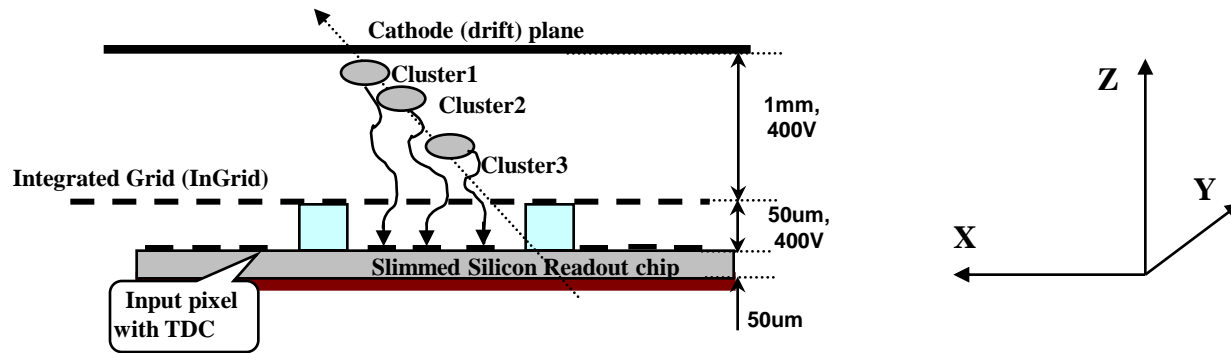 Cathode (drift) plane
Cluster1
Cluster2
Cluster3
1mm,
400V
Integrated Grid (InGrid)
50um,
400V
Slimmed Silicon Readout chip
Input pixel
with TDC
50um
Z
Y
X